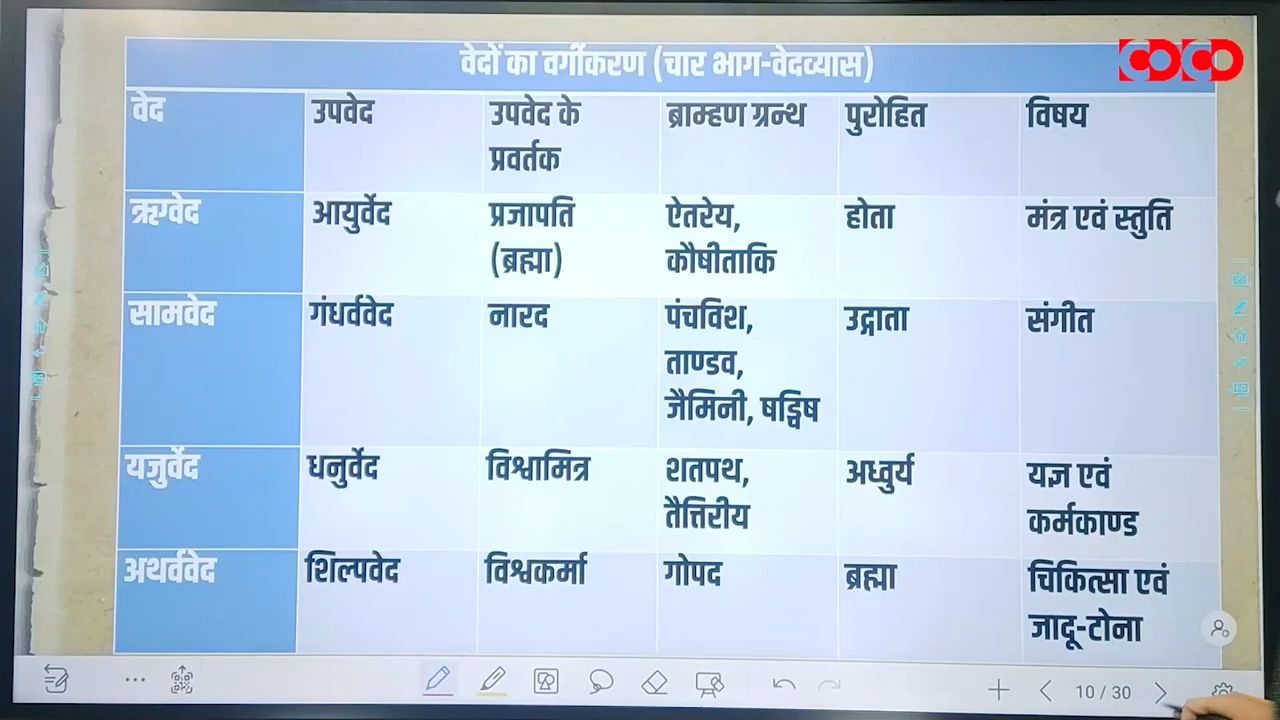 COCO
वेदों का वर्गीकरण (चार भाग-वेदव्यास)
वेद उपवेद उपवेद के प्रवर्तक ब्राम्हण ग्रन्थ पुरोहित विषय
ऋग्वेद आयुर्वेद प्रजापति (ब्रह्मा) ऐतरेय, कौषीताकि होता मंत्र एवं स्तुति
सामवेद गंधर्ववेद नारद पंचविश, ताण्डव, जैमिनी, षड्विष उद्गाता संगीत
यजुर्वेद धनुर्वेद विश्वामित्र शतपथ, तैत्तिरीय अध्वुर्य यज्ञ एवं कर्मकाण्ड
अथर्ववेद शिल्पवेद विश्वकर्मा गोपद ब्रह्मा चिकित्सा एवं जादू-टोना
10 / 30